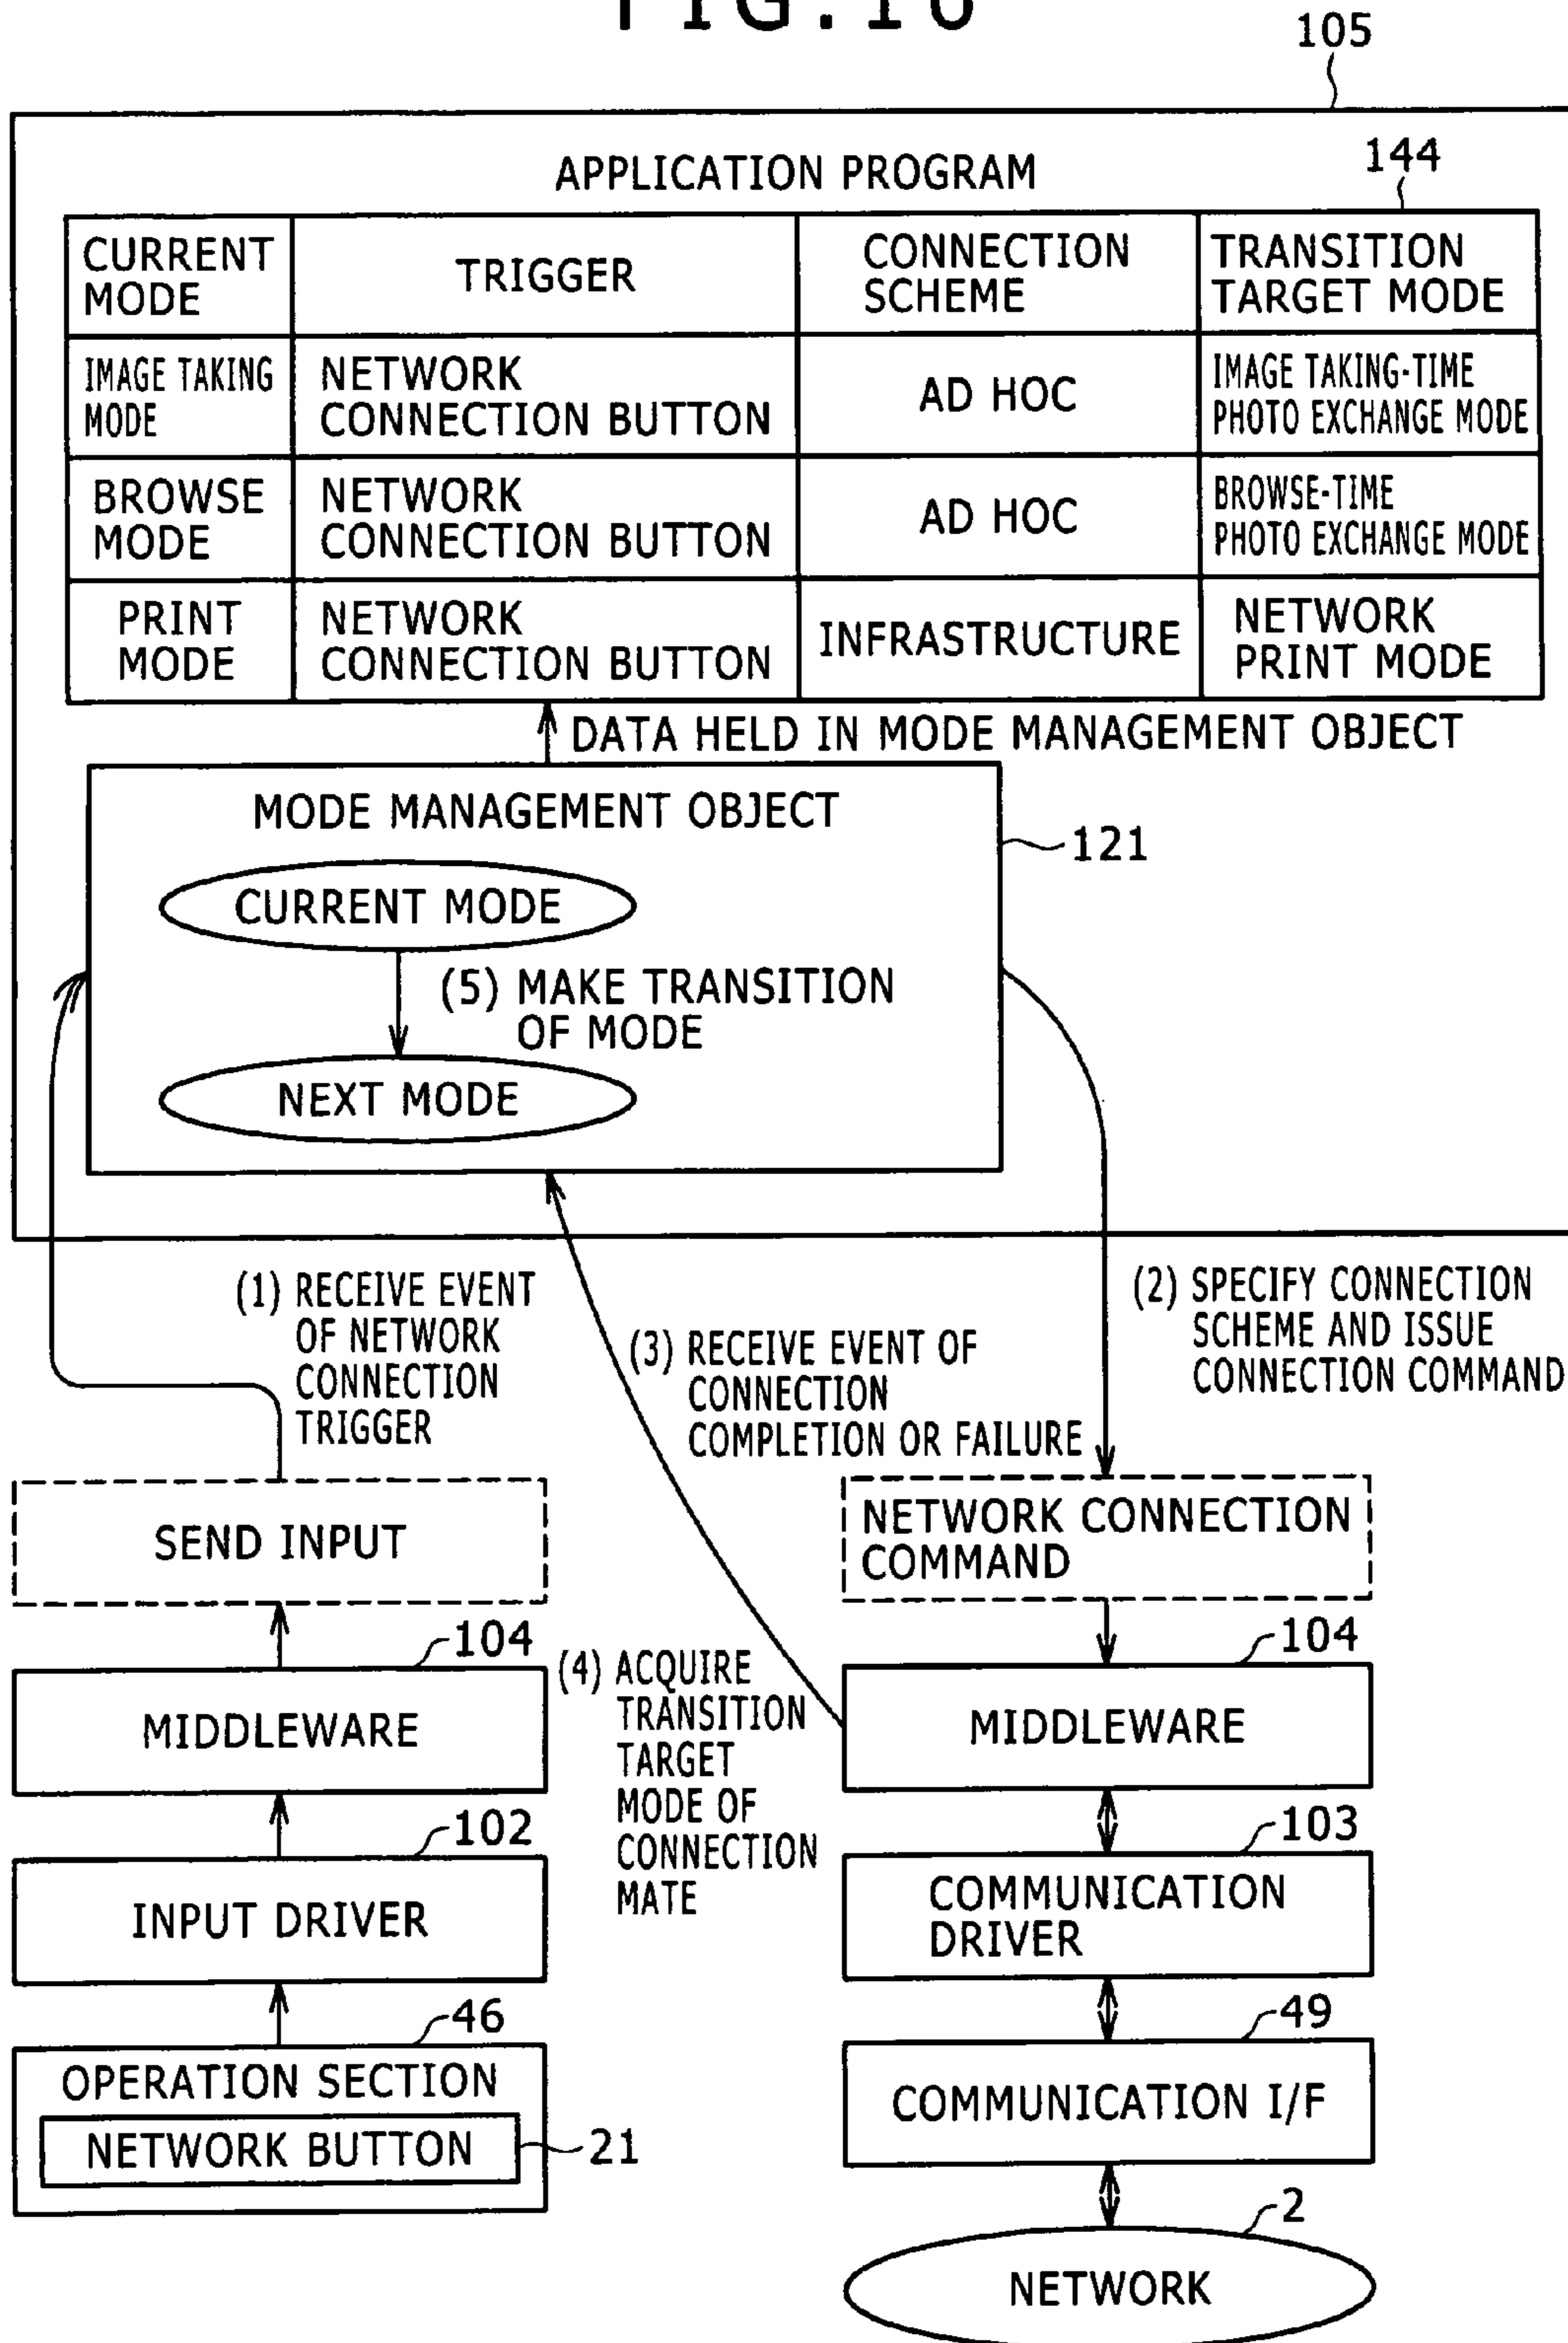 FIG.16
105
APPLICATION PROGRAM
144
CURRENT
MODE
TRIGGER
CONNECTION
SCHEME
TRANSITION
TARGET MODE
IMAGE TAKING
MODE
NETWORK
CONNECTION BUTTON
AD HOC
IMAGE TAKING-TIME
PHOTO EXCHANGE MODE
BROWSE
MODE
NETWORK
CONNECTION BUTTON
AD HOC
BROWSE-TIME
PHOTO EXCHANGE MODE
PRINT
MODE
NETWORK
CONNECTION BUTTON
INFRASTRUCTURE
NETWORK
PRINT MODE
DATA HELD IN MODE MANAGEMENT OBJECT
MODE MANAGEMENT OBJECT
121
CURRENT MODE
(5) MAKE TRANSITION
OF MODE
NEXT MODE
(1) RECEIVE EVENT
OF NETWORK
CONNECTION
TRIGGER
(2) SPECIFY CONNECTION
SCHEME AND ISSUE
CONNECTION COMMAND
(3) RECEIVE EVENT OF
CONNECTION
COMPLETION OR FAILURE
SEND INPUT
NETWORK CONNECTION
COMMAND
104
MIDDLEWARE
(4) ACQUIRE
TRANSITION
TARGET
MODE OF
CONNECTION
MATE
104
MIDDLEWARE
102
INPUT DRIVER
103
COMMUNICATION
DRIVER
46
OPERATION SECTION
NETWORK BUTTON
21
49
COMMUNICATION I/F
2
NETWORK